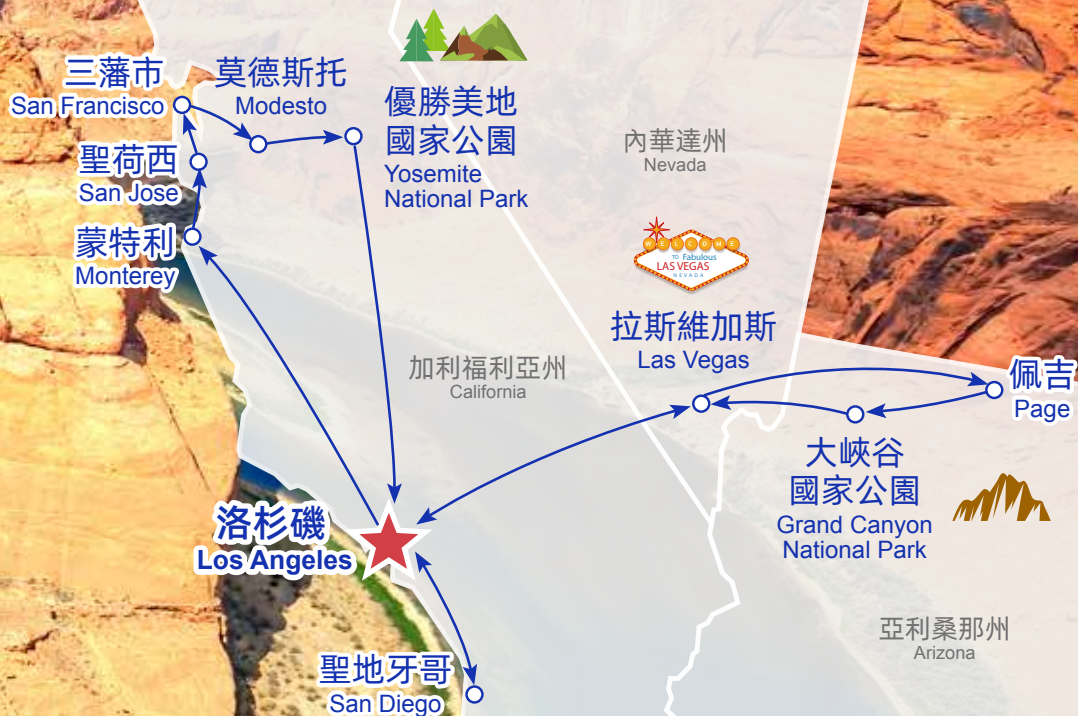 三藩市
San Francisco
莫德斯托
Modesto
優勝美地
國家公園
Yosemite
National Park
內華達州
Nevada
聖荷西
San Jose
蒙特利
Monterey
WELCOME
TO Fabulous
LAS VEGAS
NEVADA
拉斯維加斯
Las Vegas
加利福利亞州
California
佩吉
Page
大峽谷
國家公園
Grand Canyon
National Park
洛杉磯
Los Angeles
亞利桑那州
Arizona
聖地牙哥
San Diego